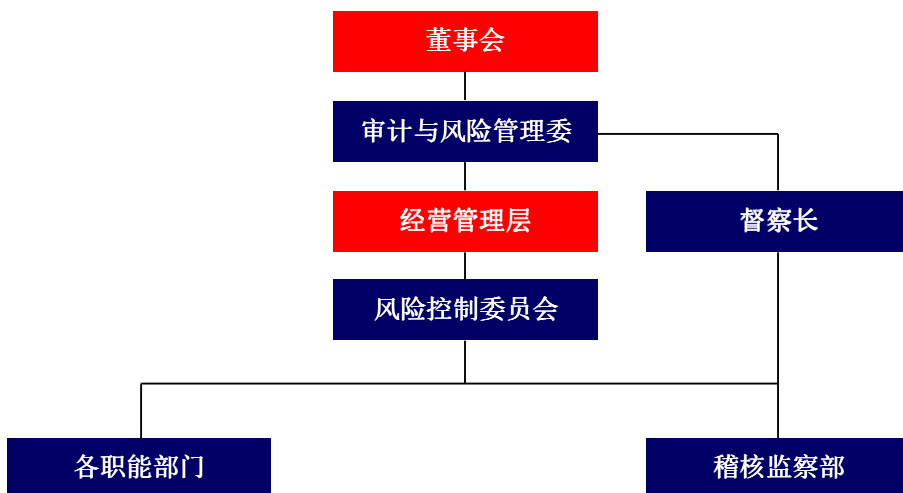 董事会
审计与风险管理委
经营管理层
督察长
风险控制委员会
各职能部门
稽核监察部